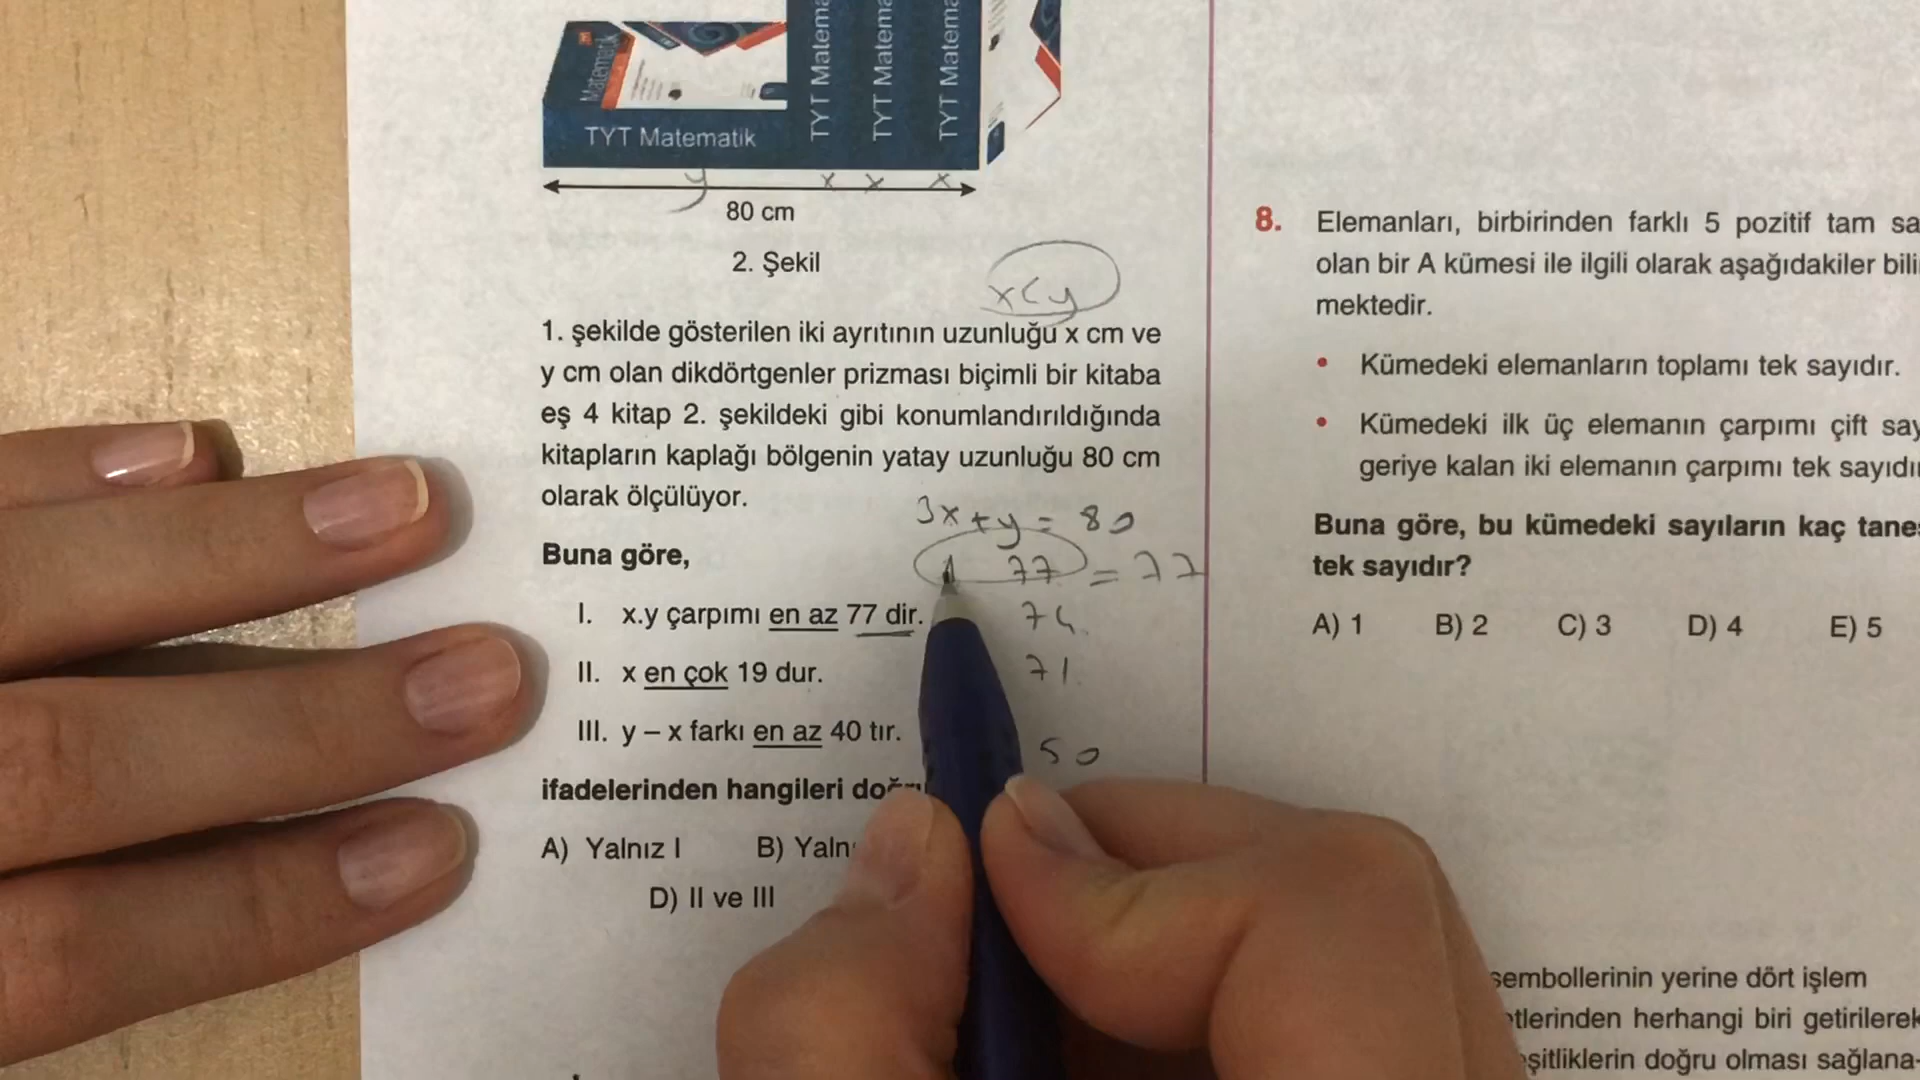 Matematik
TYT Matematik
TYT Matema
TYT Matema
TYT Matema
y x x x
80 cm
2. Şekil
x<y
1. şekilde gösterilen iki ayrıtının uzunluğu x cm ve
y cm olan dikdörtgenler prizması biçimli bir kitaba
eş 4 kitap 2. şekildeki gibi konumlandırıldığında
kitapların kapladığı bölgenin yatay uzunluğu 80 cm
olarak ölçülüyor.
3x+y = 80
Buna göre,
1 77 = 77
I. x.y çarpımı en az 77 dir.
74
II. x en çok 19 dur.
71
III. y – x farkı en az 40 tır.
50
ifadelerinden hangileri doğru
A) Yalnız I B) Yaln
D) II ve III
8. Elemanları, birbirinden farklı 5 pozitif tam sa
olan bir A kümesi ile ilgili olarak aşağıdakiler bili
mektedir.
• Kümedeki elemanların toplamı tek sayıdır.
• Kümedeki ilk üç elemanın çarpımı çift say
geriye kalan iki elemanın çarpımı tek sayıdı
Buna göre, bu kümedeki sayıların kaç tane
tek sayıdır?
A) 1 B) 2 C) 3 D) 4 E) 5
sembollerinin yerine dört işlem
tlerinden herhangi biri getirilerek
şitliklerin doğru olması sağlana-